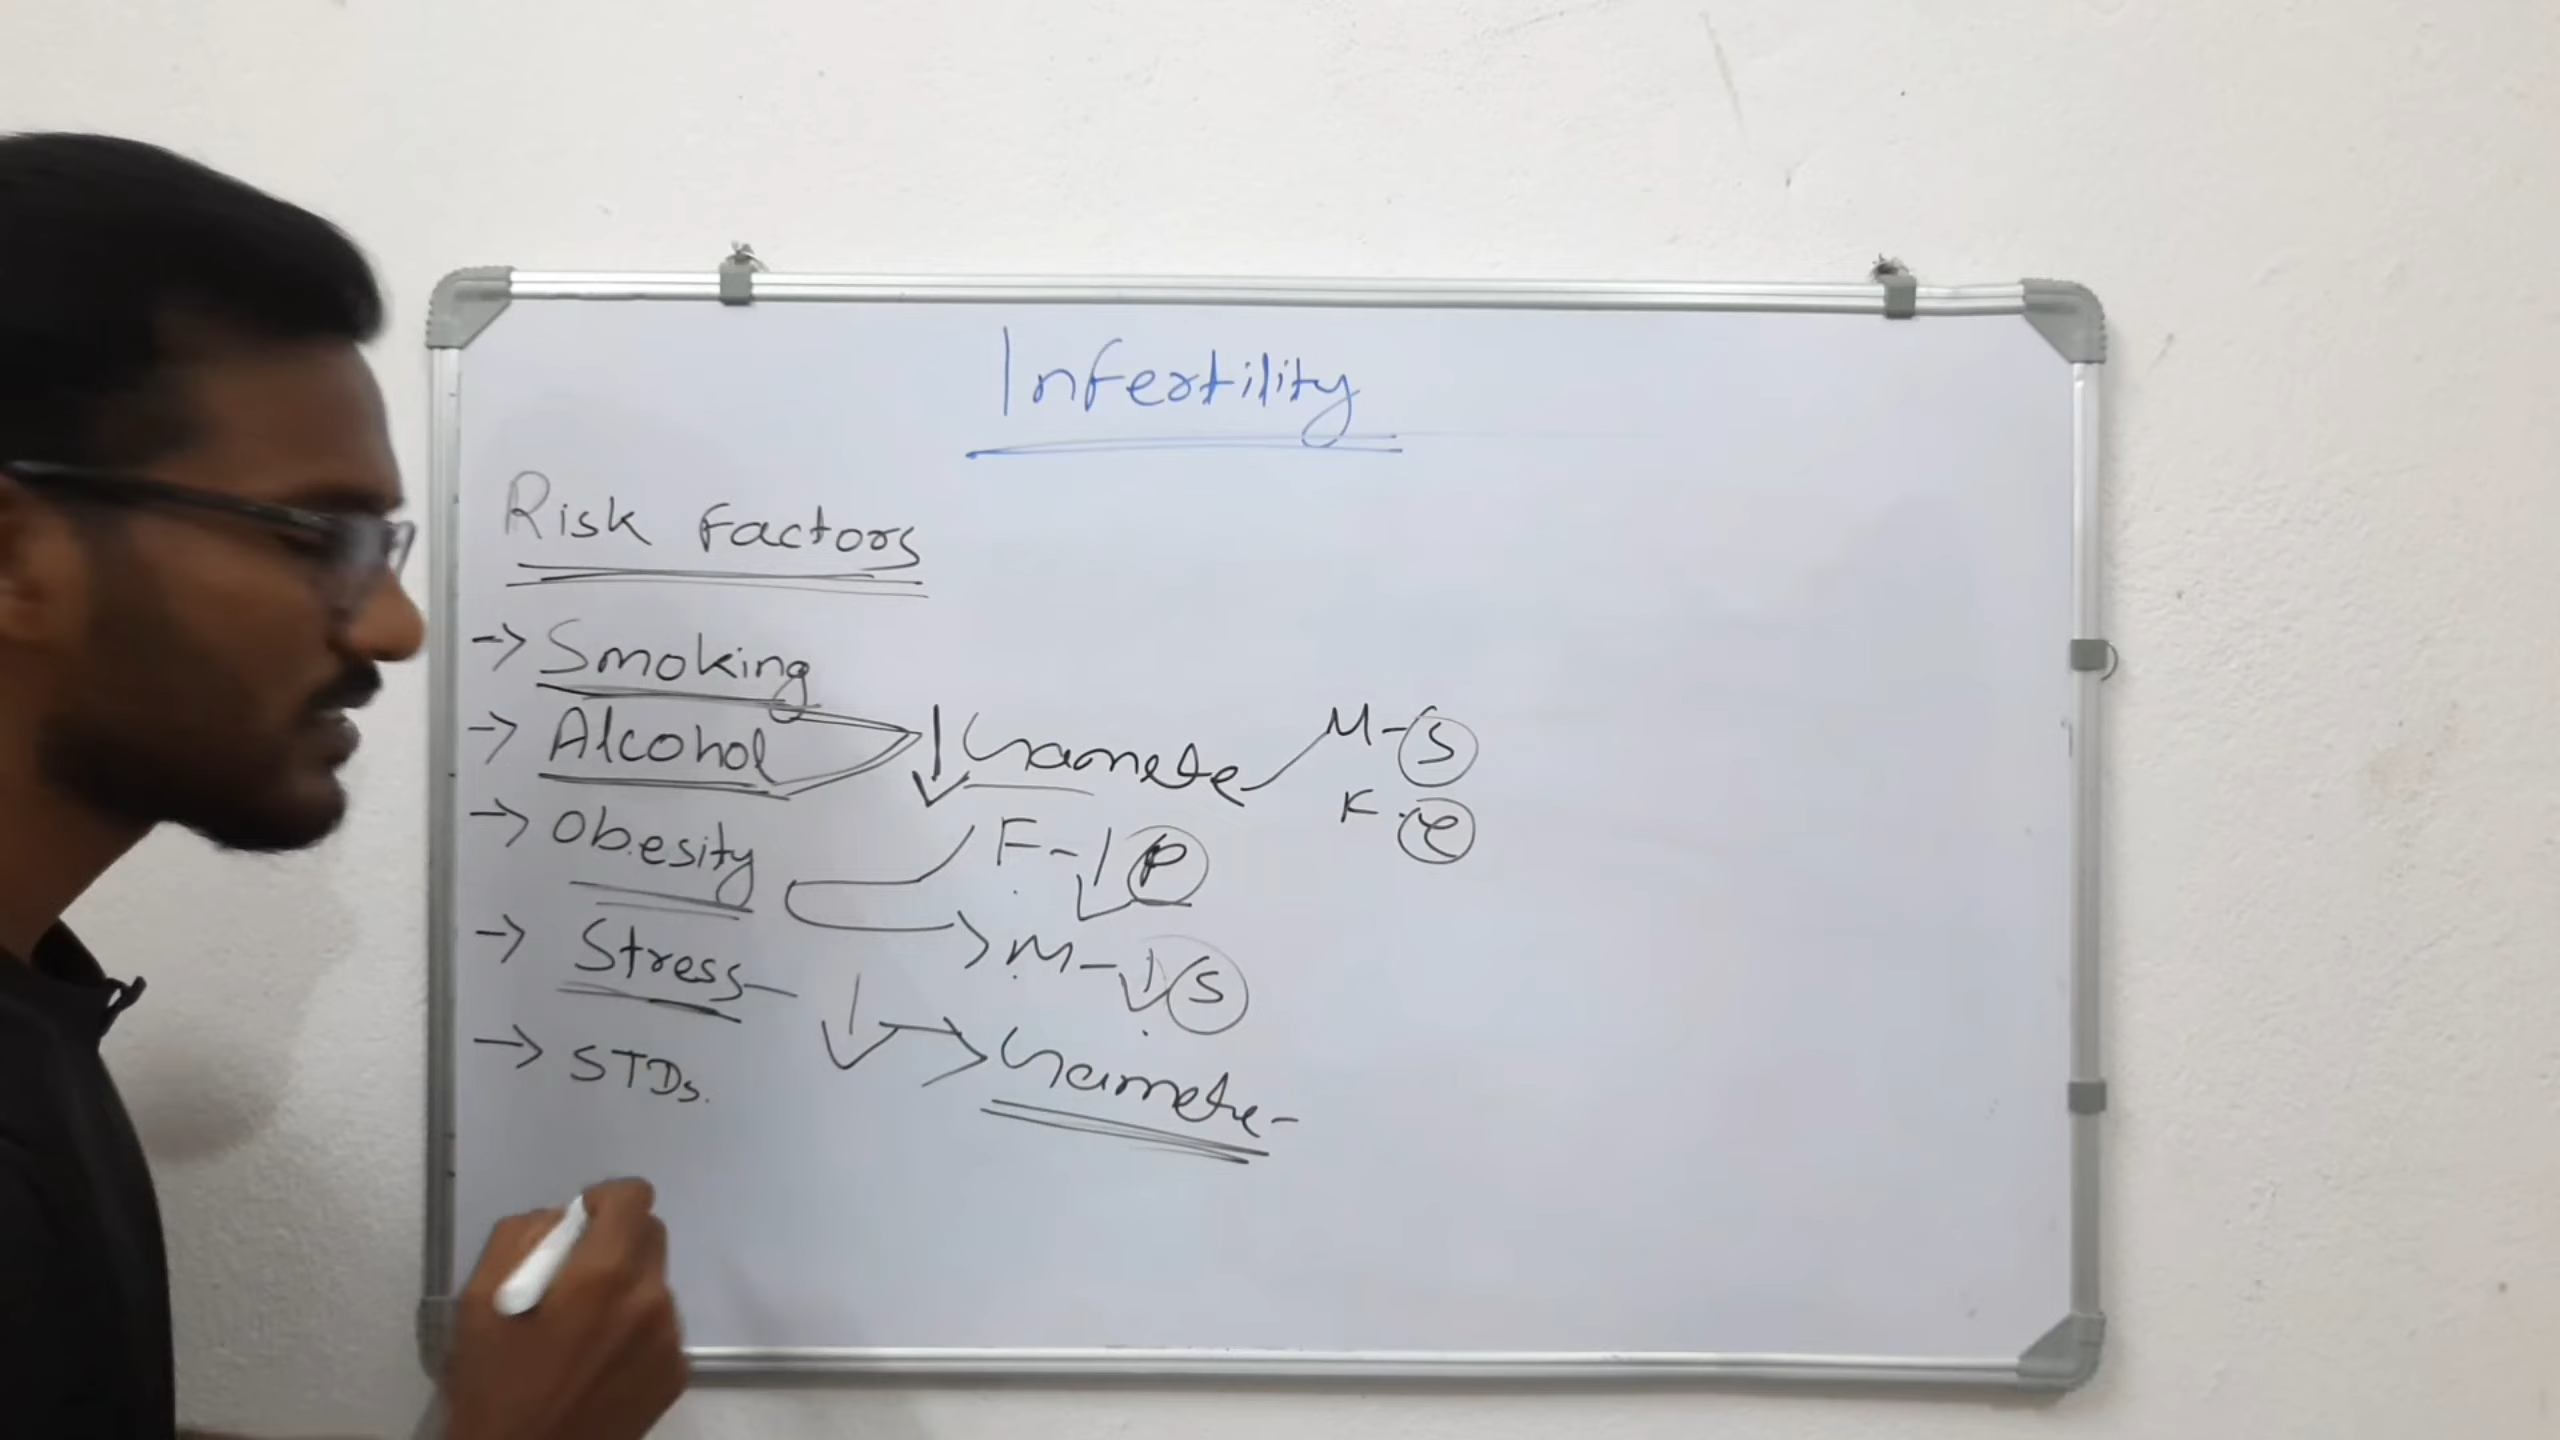 Infertility
Risk Factors
→ Smoking
→ Alcohol ↓ Gamete M-S
F-e
→ Obesity F-↓P
M-↓S
→ Stress- ↓ → Gamete-
→ STDs.